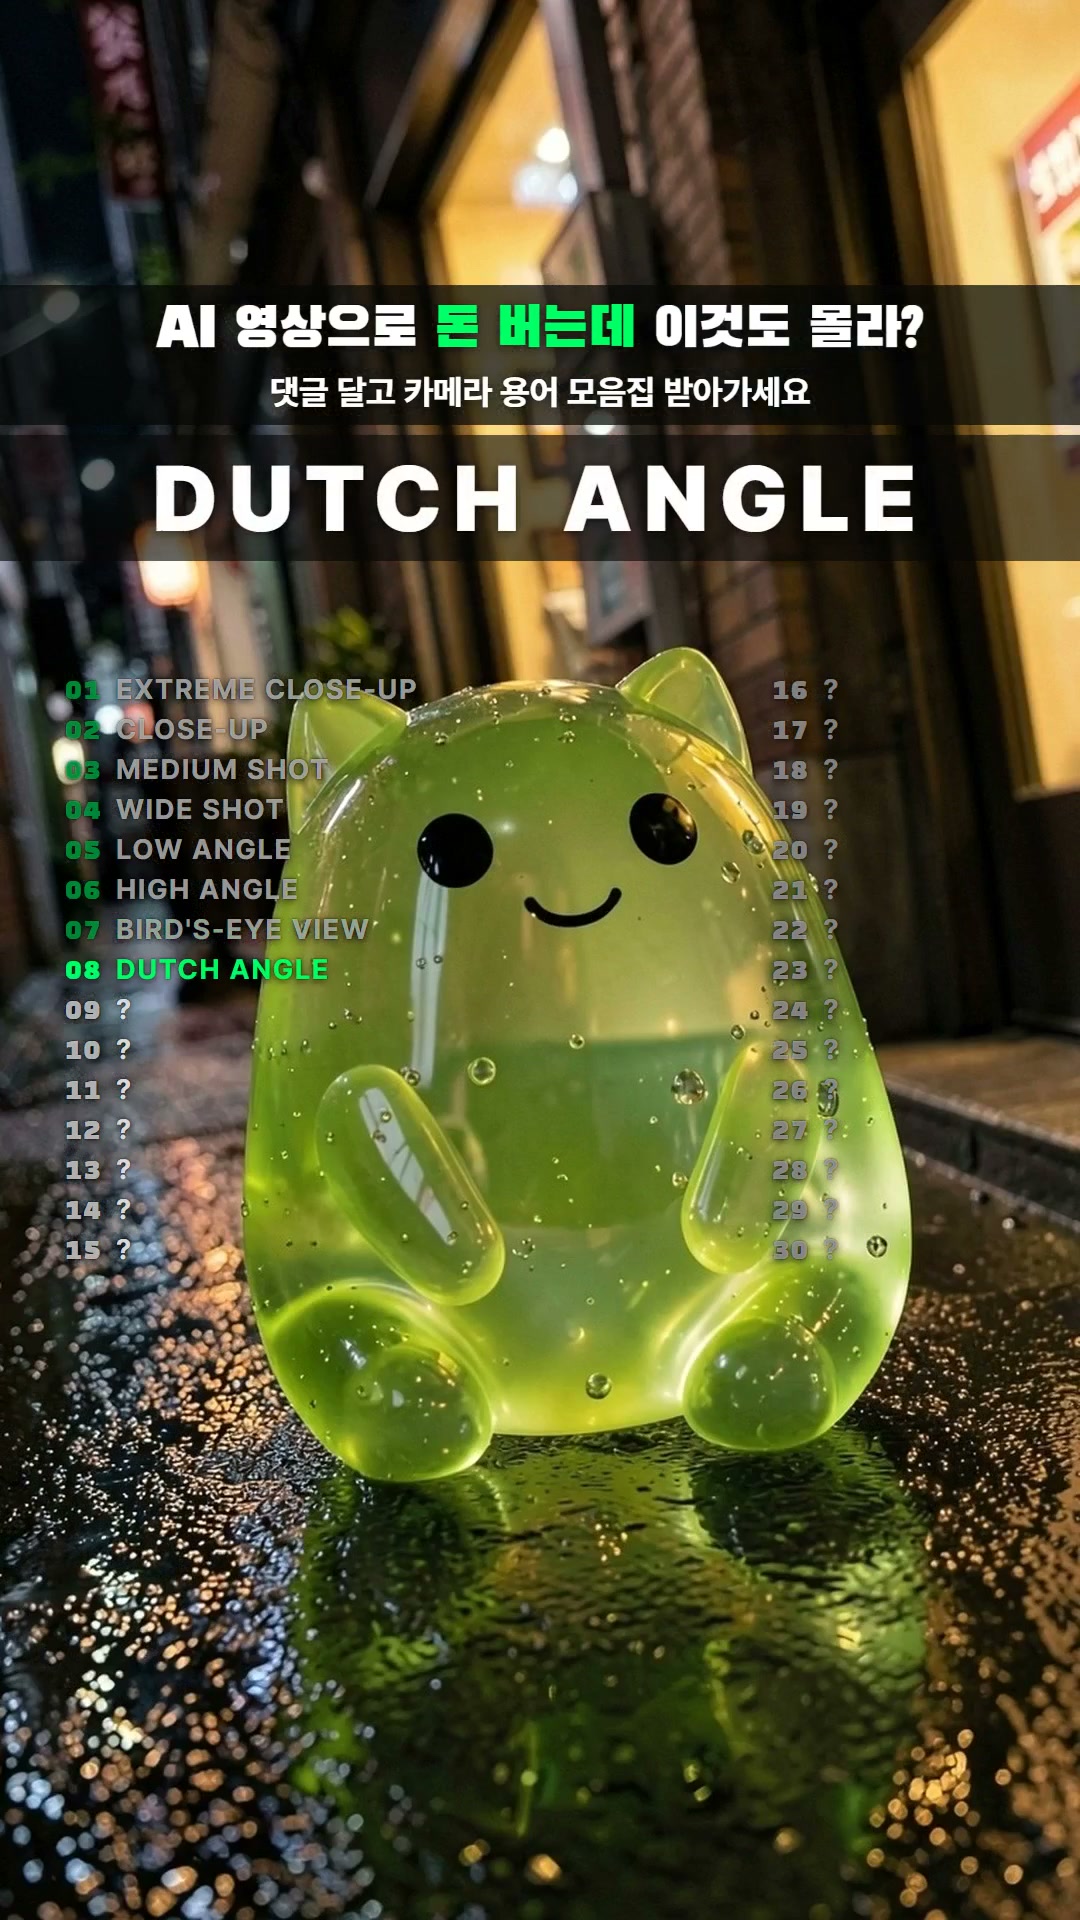 AI 영상으로 돈 버는데 이것도 몰라?
댓글 달고 카메라 용어 모음집 받아가세요
DUTCH ANGLE
01 EXTREME CLOSE-UP
02 CLOSE-UP
03 MEDIUM SHOT
04 WIDE SHOT
05 LOW ANGLE
06 HIGH ANGLE
07 BIRD'S-EYE VIEW
08 DUTCH ANGLE
09 ?
10 ?
11 ?
12 ?
13 ?
14 ?
15 ?
16 ?
17 ?
18 ?
19 ?
20 ?
21 ?
22 ?
23 ?
24 ?
25 ?
26 ?
27 ?
28 ?
29 ?
30 ?